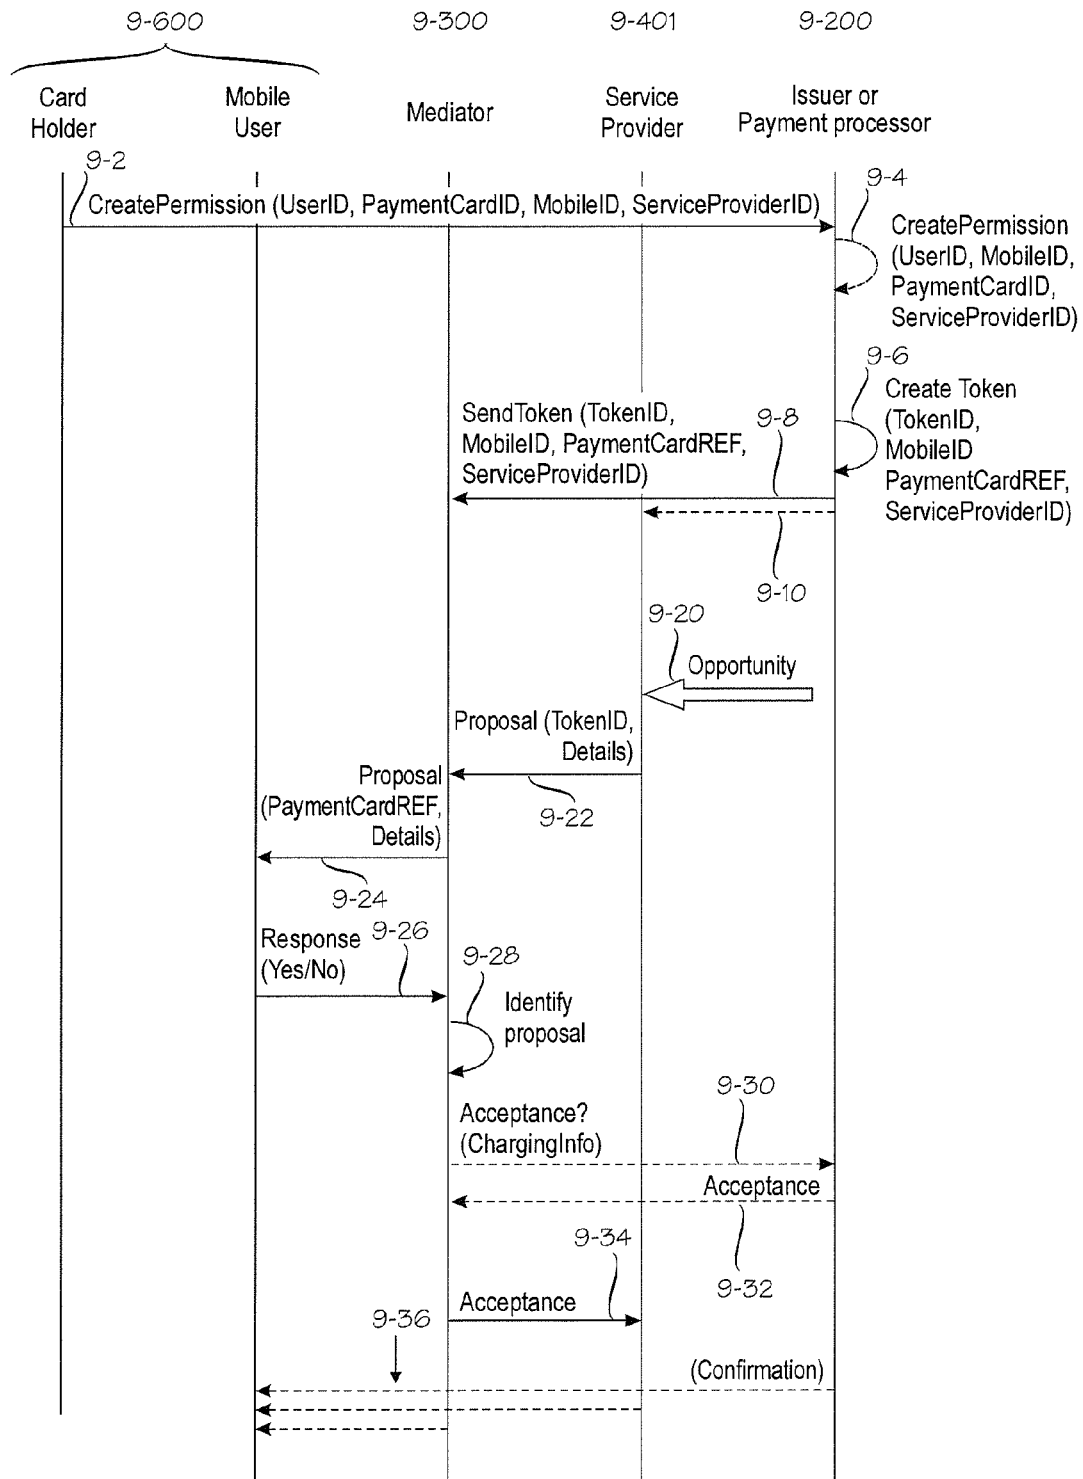 9-600
9-300
9-401
9-200
Card
Holder
Mobile
User
Mediator
Service
Provider
Issuer or
Payment processor
9-2
CreatePermission (UserID, PaymentCardID, MobileID, ServiceProviderID)
9-4
CreatePermission
(UserID, MobileID,
PaymentCardID,
ServiceProviderID)
9-6
Create Token
(TokenID,
MobileID
PaymentCardREF,
ServiceProviderID)
SendToken (TokenID,
MobileID, PaymentCardREF,
ServiceProviderID)
9-8
9-10
9-20
Opportunity
Proposal (TokenID,
Details)
9-22
Proposal
(PaymentCardREF,
Details)
9-24
Response
(Yes/No)
9-26
9-28
Identify
proposal
9-30
Acceptance?
(ChargingInfo)
Acceptance
9-32
9-34
Acceptance
9-36
(Confirmation)